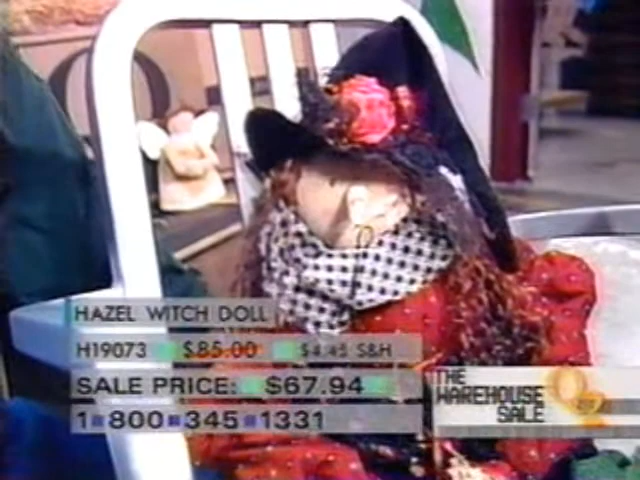 HAZEL WITCH DOLL
H19073 $85.00 $4.45 S&H
SALE PRICE: $67.94
1-800-345-1331
THE
WAREHOUSE
SALE